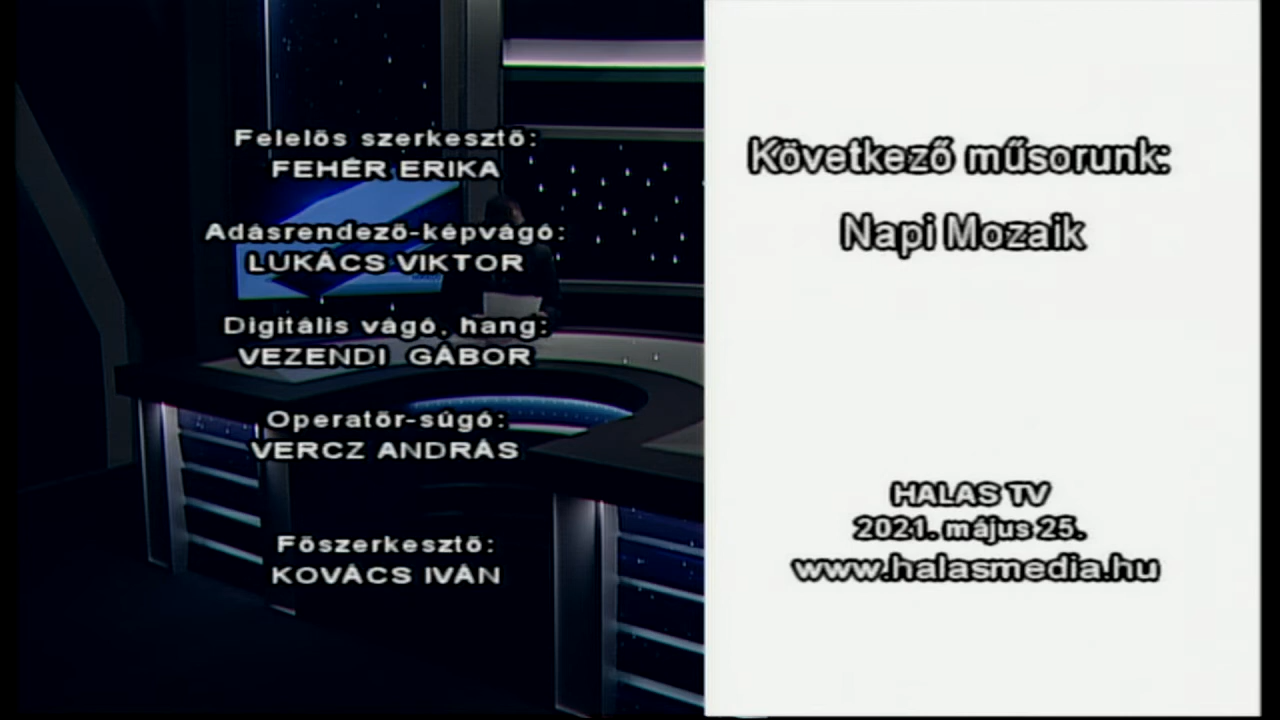 Felelős szerkesztő:
FEHÉR ERIKA
Adásrendező-képvágó:
LUKÁCS VIKTOR
Digitális vágó, hang:
VEZENDI GÁBOR
Operatőr-súgó:
VERCZ ANDRÁS
Főszerkesztő:
KOVÁCS IVÁN
Következő műsorunk:
Napi Mozaik
HALAS TV
2021. május 25.
www.halasmedia.hu